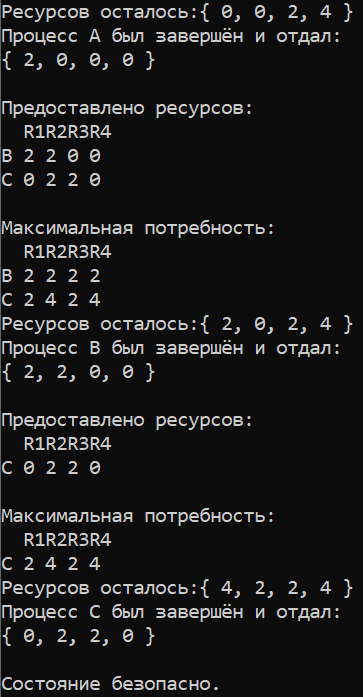 Ресурсов осталось:{ 0, 0, 2, 4 }
Процесс A был завершён и отдал:
{ 2, 0, 0, 0 }
Предоставлено ресурсов:
R1R2R3R4
B 2 2 0 0
C 0 2 2 0
Максимальная потребность:
R1R2R3R4
B 2 2 2 2
C 2 4 2 4
Ресурсов осталось:{ 2, 0, 2, 4 }
Процесс B был завершён и отдал:
{ 2, 2, 0, 0 }
Предоставлено ресурсов:
R1R2R3R4
C 0 2 2 0
Максимальная потребность:
R1R2R3R4
C 2 4 2 4
Ресурсов осталось:{ 4, 2, 2, 4 }
Процесс C был завершён и отдал:
{ 0, 2, 2, 0 }
Состояние безопасно.